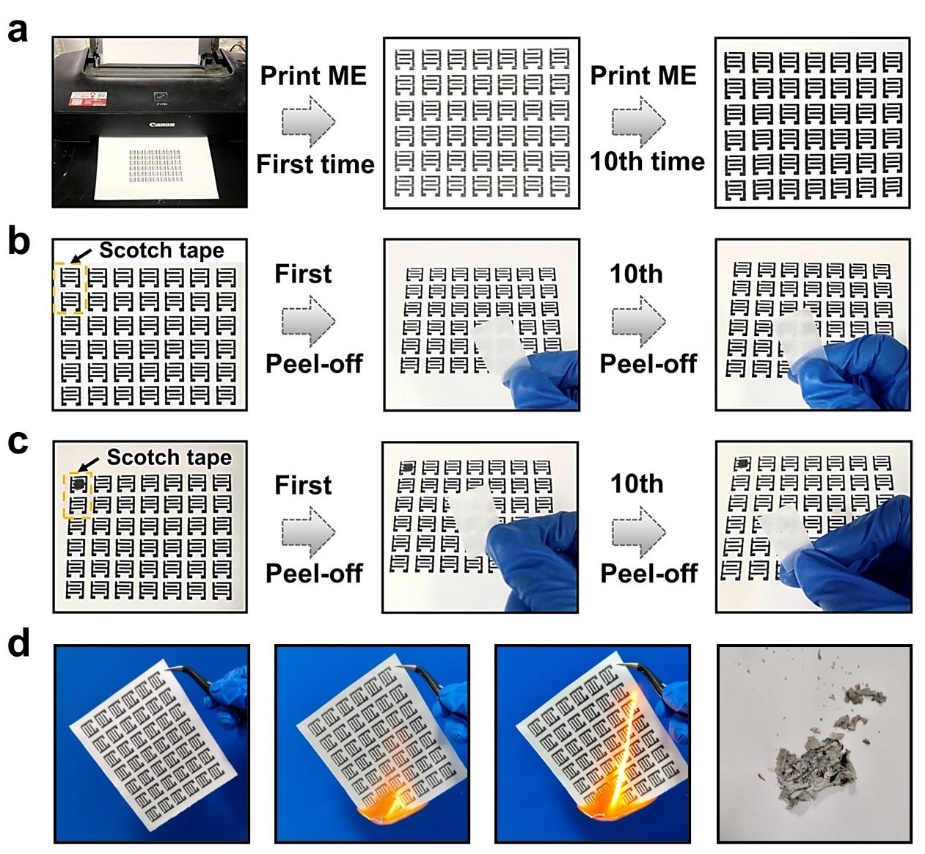 a
Canon
Print ME
First time
Print ME
10th time
b
Scotch tape
First
Peel-off
10th
Peel-off
c
Scotch tape
First
Peel-off
10th
Peel-off
d